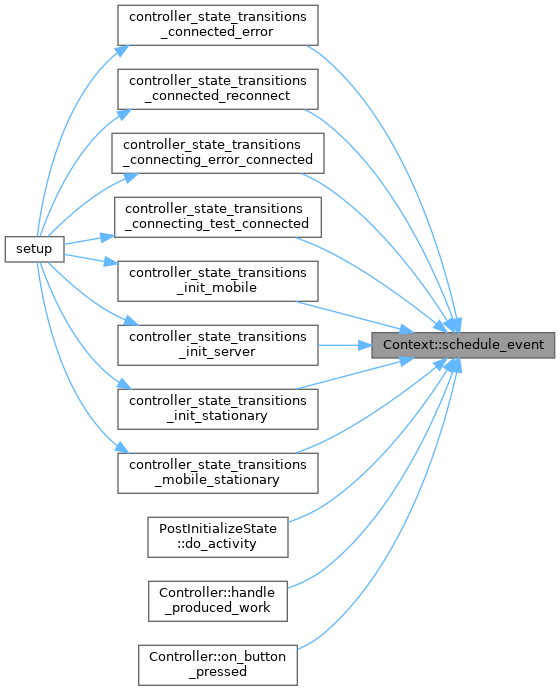 controller_state_transitions
_connected_error
controller_state_transitions
_connected_reconnect
controller_state_transitions
_connecting_error_connected
controller_state_transitions
_connecting_test_connected
setup
controller_state_transitions
_init_mobile
controller_state_transitions
_init_server
Context::schedule_event
controller_state_transitions
_init_stationary
controller_state_transitions
_mobile_stationary
PostInitializeState
::do_activity
Controller::handle
_produced_work
Controller::on_button
_pressed